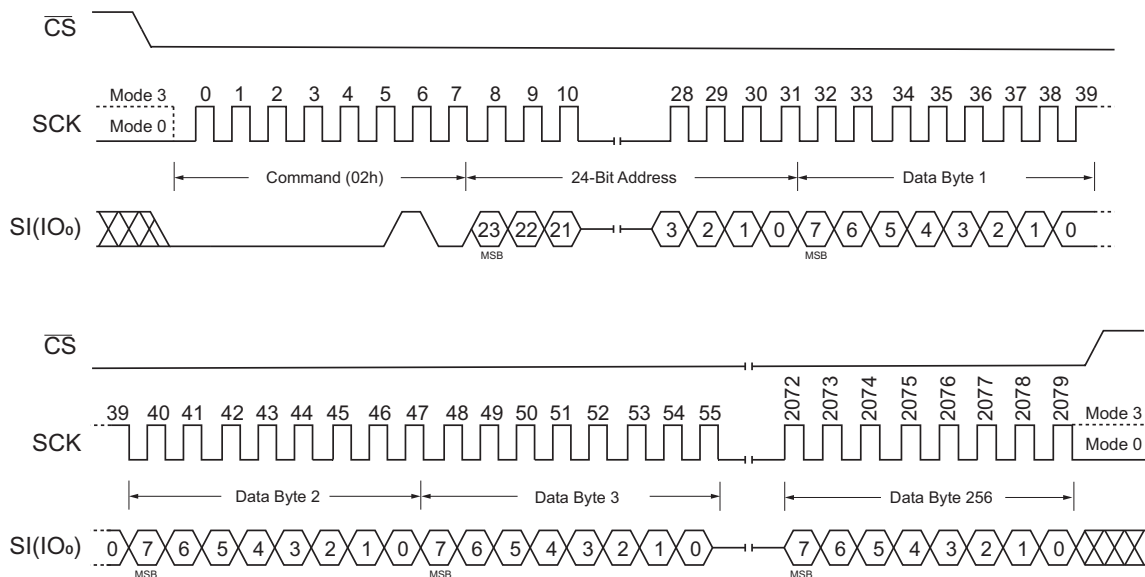 CS
Mode 3 0 1 2 3 4 5 6 7 8 9 10 28 29 30 31 32 33 34 35 36 37 38 39
SCK Mode 0
Command (02h) 24-Bit Address Data Byte 1
SI(IO₀) 23 22 21 3 2 1 0 7 6 5 4 3 2 1 0
MSB MSB
CS
39 40 41 42 43 44 45 46 47 48 49 50 51 52 53 54 55 2072 2073 2074 2075 2076 2077 2078 2079 Mode 3
SCK Mode 0
Data Byte 2 Data Byte 3 Data Byte 256
SI(IO₀) 0 7 6 5 4 3 2 1 0 7 6 5 4 3 2 1 0 7 6 5 4 3 2 1 0
MSB MSB MSB